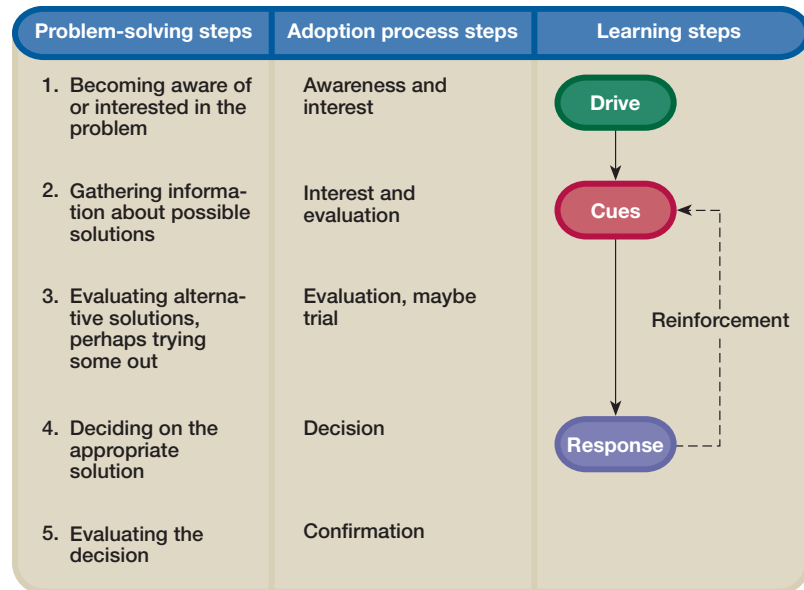 Problem-solving steps
Adoption process steps
Learning steps
1. Becoming aware of
or interested in the
problem
Awareness and
interest
Drive
2. Gathering informa-
tion about possible
solutions
Interest and
evaluation
Cues
3. Evaluating alterna-
tive solutions,
perhaps trying
some out
Evaluation, maybe
trial
Reinforcement
4. Deciding on the
appropriate
solution
Decision
Response
5. Evaluating the
decision
Confirmation